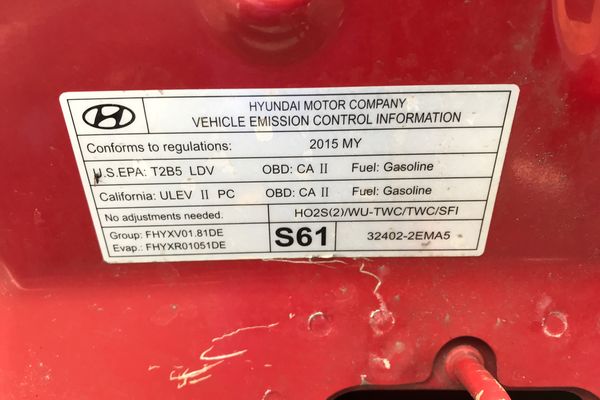 HYUNDAI MOTOR COMPANY
VEHICLE EMISSION CONTROL INFORMATION
Conforms to regulations: 2015 MY
U.S.EPA: T2B5 LDV OBD: CA II Fuel: Gasoline
California: ULEV II PC OBD: CA II Fuel: Gasoline
No adjustments needed. HO2S(2)/WU-TWC/TWC/SFI
Group: FHYXV01.81DE
Evap.: FHYXR01051DE
S61 32402-2EMA5